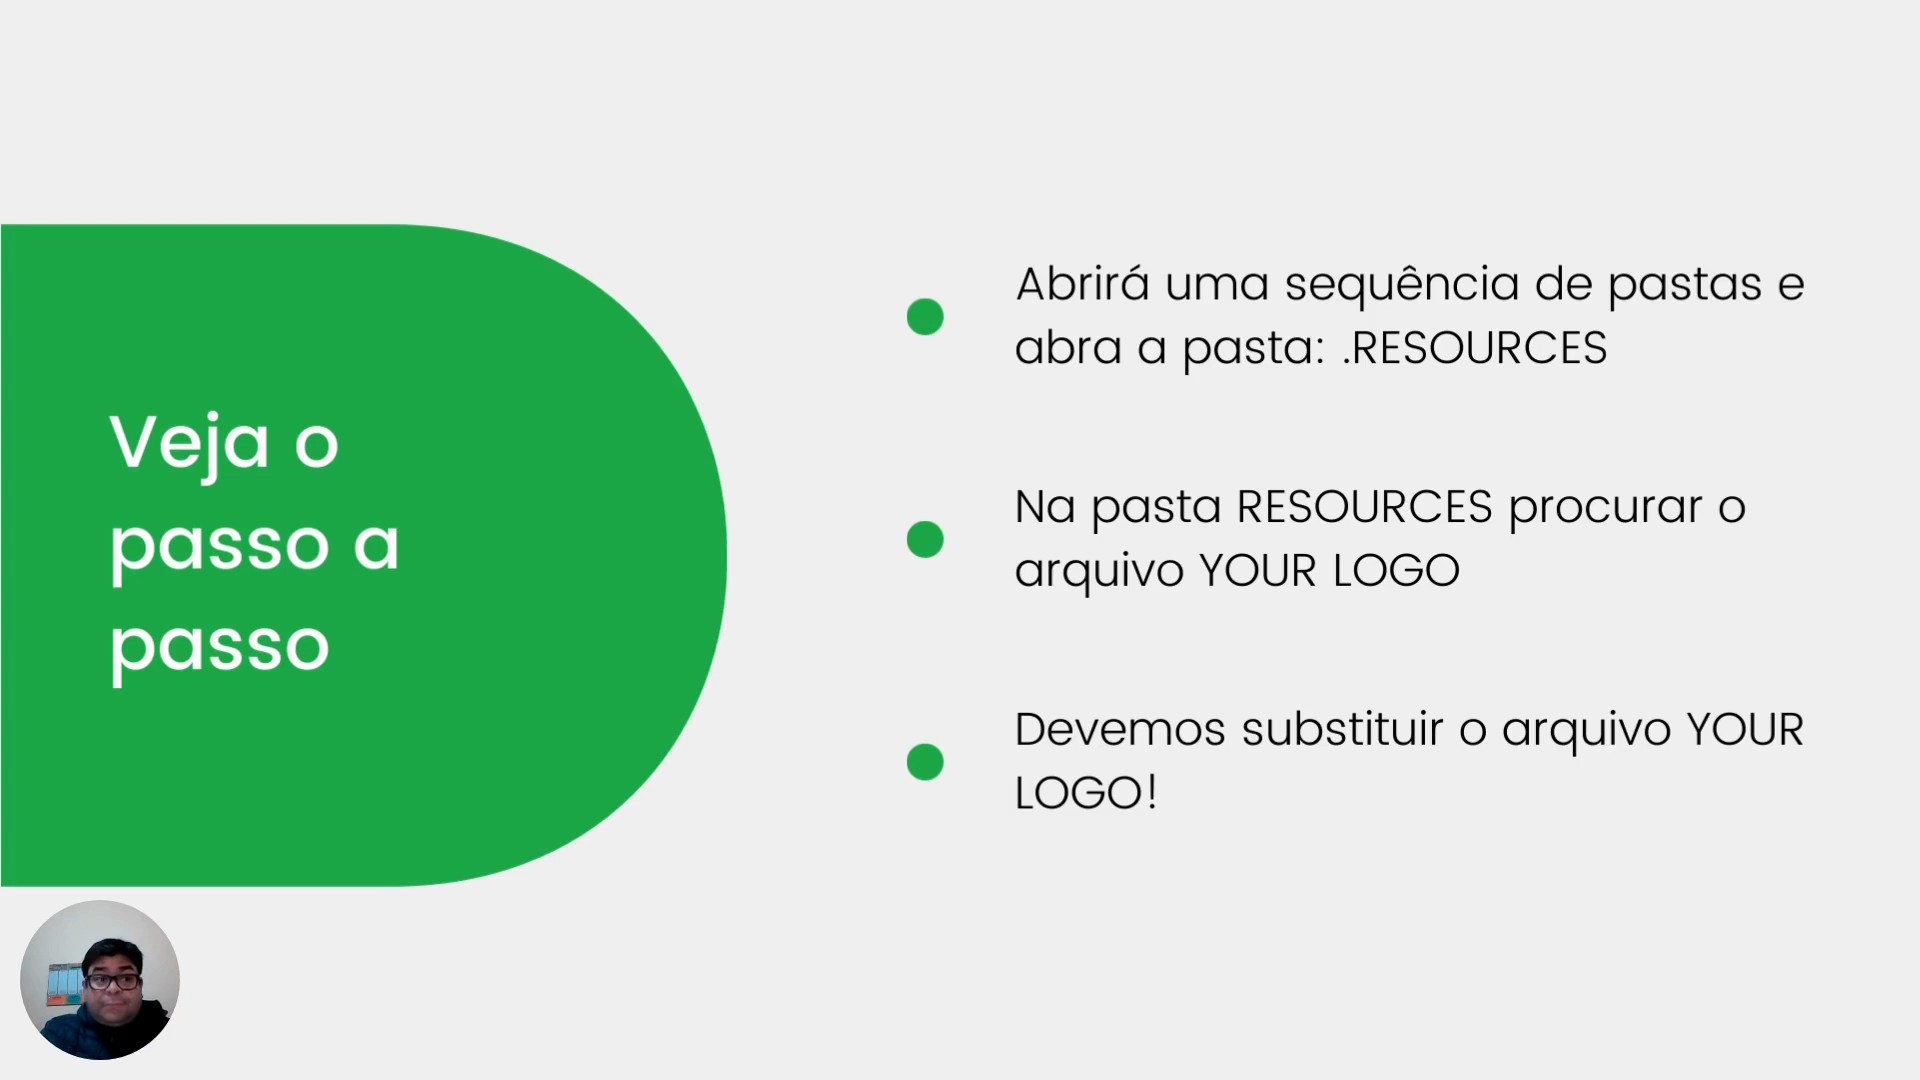 Veja o
passo a
passo
Abrirá uma sequência de pastas e
abra a pasta: .RESOURCES
Na pasta RESOURCES procurar o
arquivo YOUR LOGO
Devemos substituir o arquivo YOUR
LOGO!